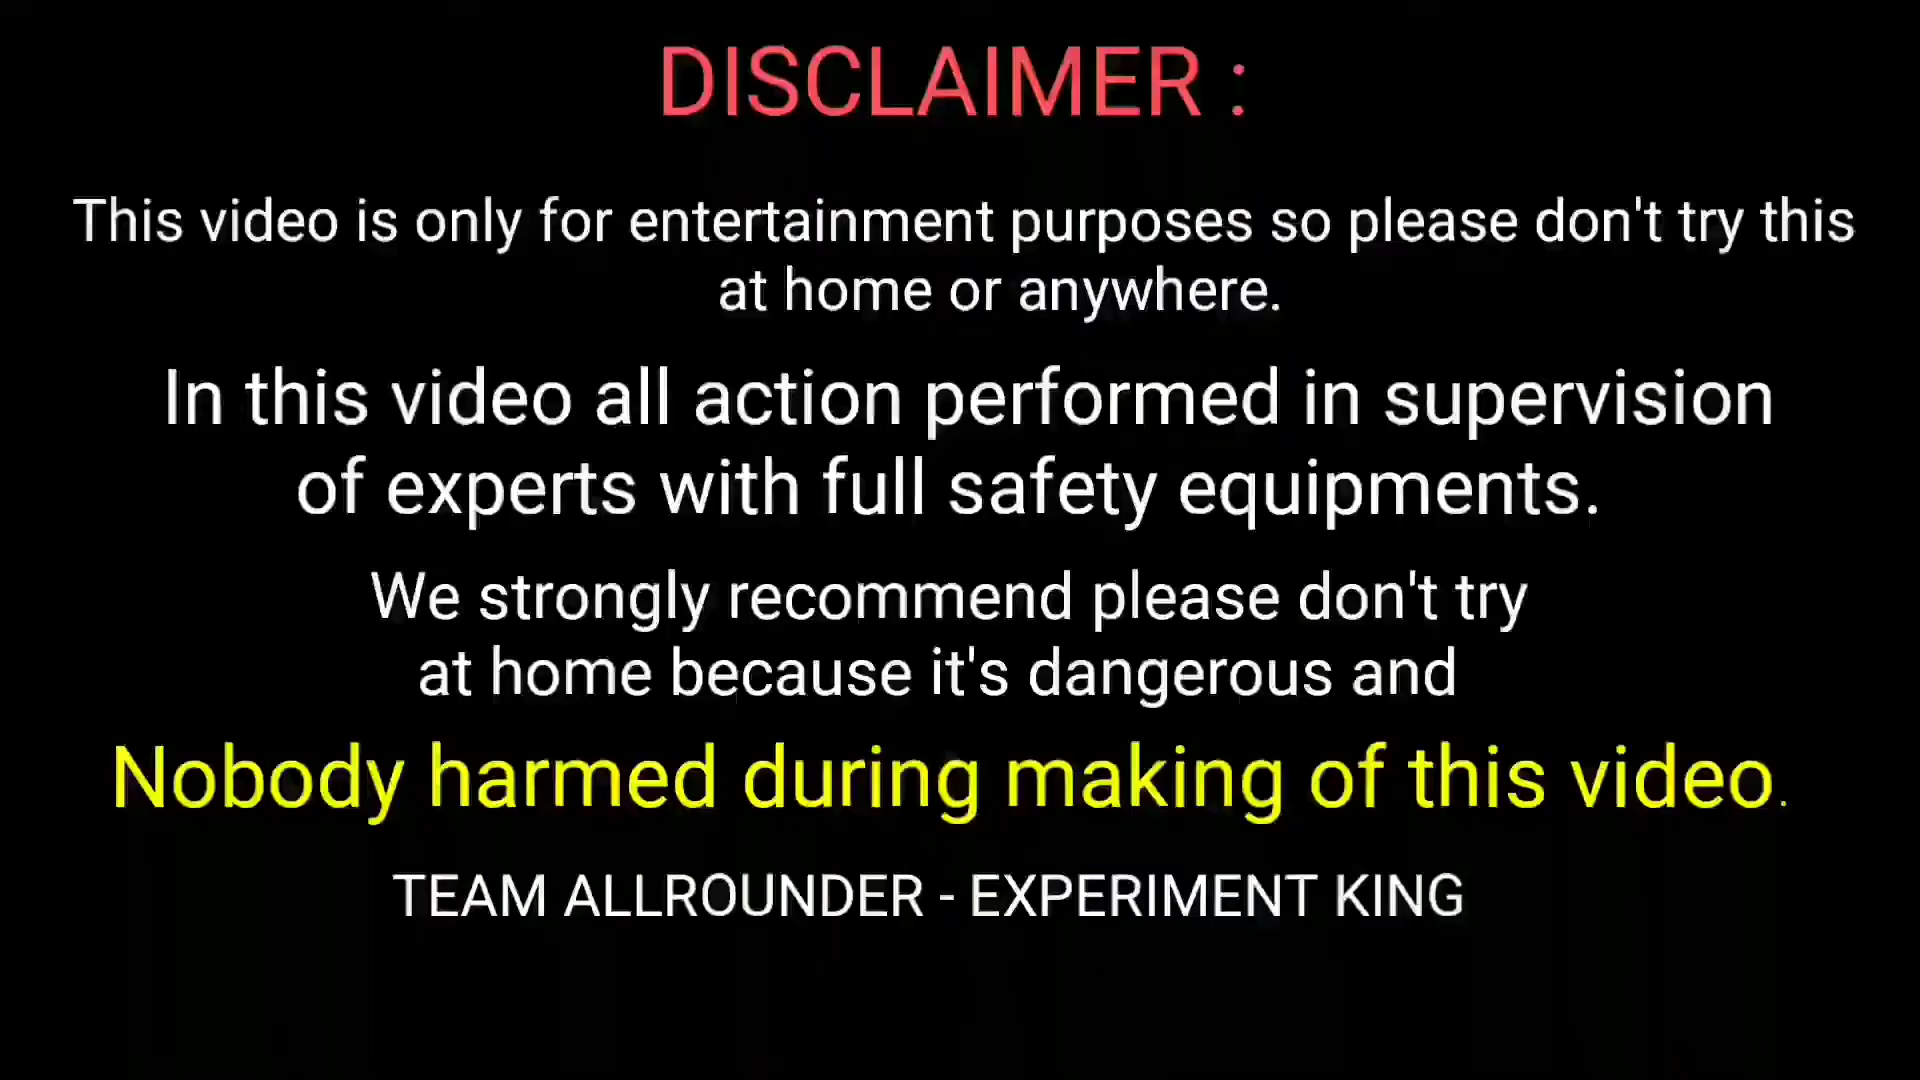 DISCLAIMER :
This video is only for entertainment purposes so please don't try this
at home or anywhere.
In this video all action performed in supervision
of experts with full safety equipments.
We strongly recommend please don't try
at home because it's dangerous and
Nobody harmed during making of this video.
TEAM ALLROUNDER - EXPERIMENT KING